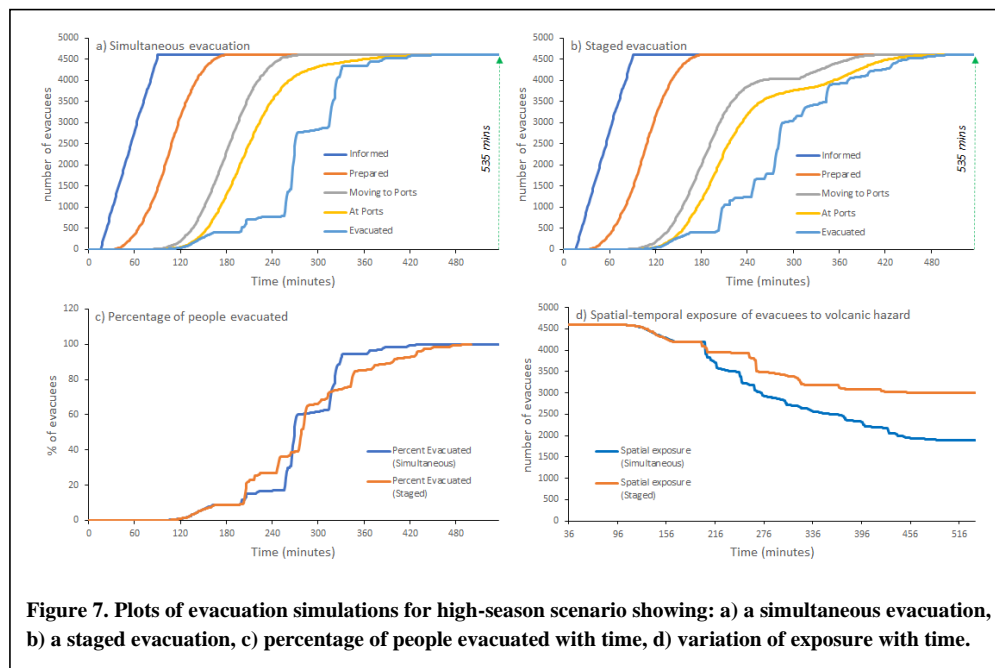 a) Simultaneous evacuation
number of evacuees
5000
4500
4000
3500
3000
2500
2000
1500
1000
500
0
0 60 120 180 240 300 360 420 480
Time (minutes)
Informed
Prepared
Moving to Ports
At Ports
Evacuated
535 mins
b) Staged evacuation
number of evacuees
5000
4500
4000
3500
3000
2500
2000
1500
1000
500
0
0 60 120 180 240 300 360 420 480
Time (minutes)
Informed
Prepared
Moving to Ports
At Ports
Evacuated
535 mins
c) Percentage of people evacuated
% of evacuees
120
100
80
60
40
20
0
0 60 120 180 240 300 360 420 480
Time (minutes)
Percent Evacuated
(Simultaneous)
Percent Evacuated
(Staged)
d) Spatial-temporal exposure of evacuees to volcanic hazard
number of evacuees
5000
4500
4000
3500
3000
2500
2000
1500
1000
500
0
36 96 156 216 276 336 396 456 516
Time (minutes)
Spatial exposure
(Simultaneous)
Spatial exposure
(Staged)
Figure 7. Plots of evacuation simulations for high-season scenario showing: a) a simultaneous evacuation,
b) a staged evacuation, c) percentage of people evacuated with time, d) variation of exposure with time.